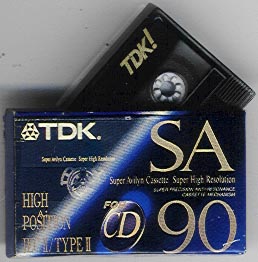 TDK!
TDK.
SA
Super Avilyn Cassette Super High Resolution
Super Avilyn Cassette Super High Resolution
SUPER PRECISION ANTI-RESONANCE
CASSETTE MECHANISM
HIGH
POSITION
TYPE II
FOR
CD
90